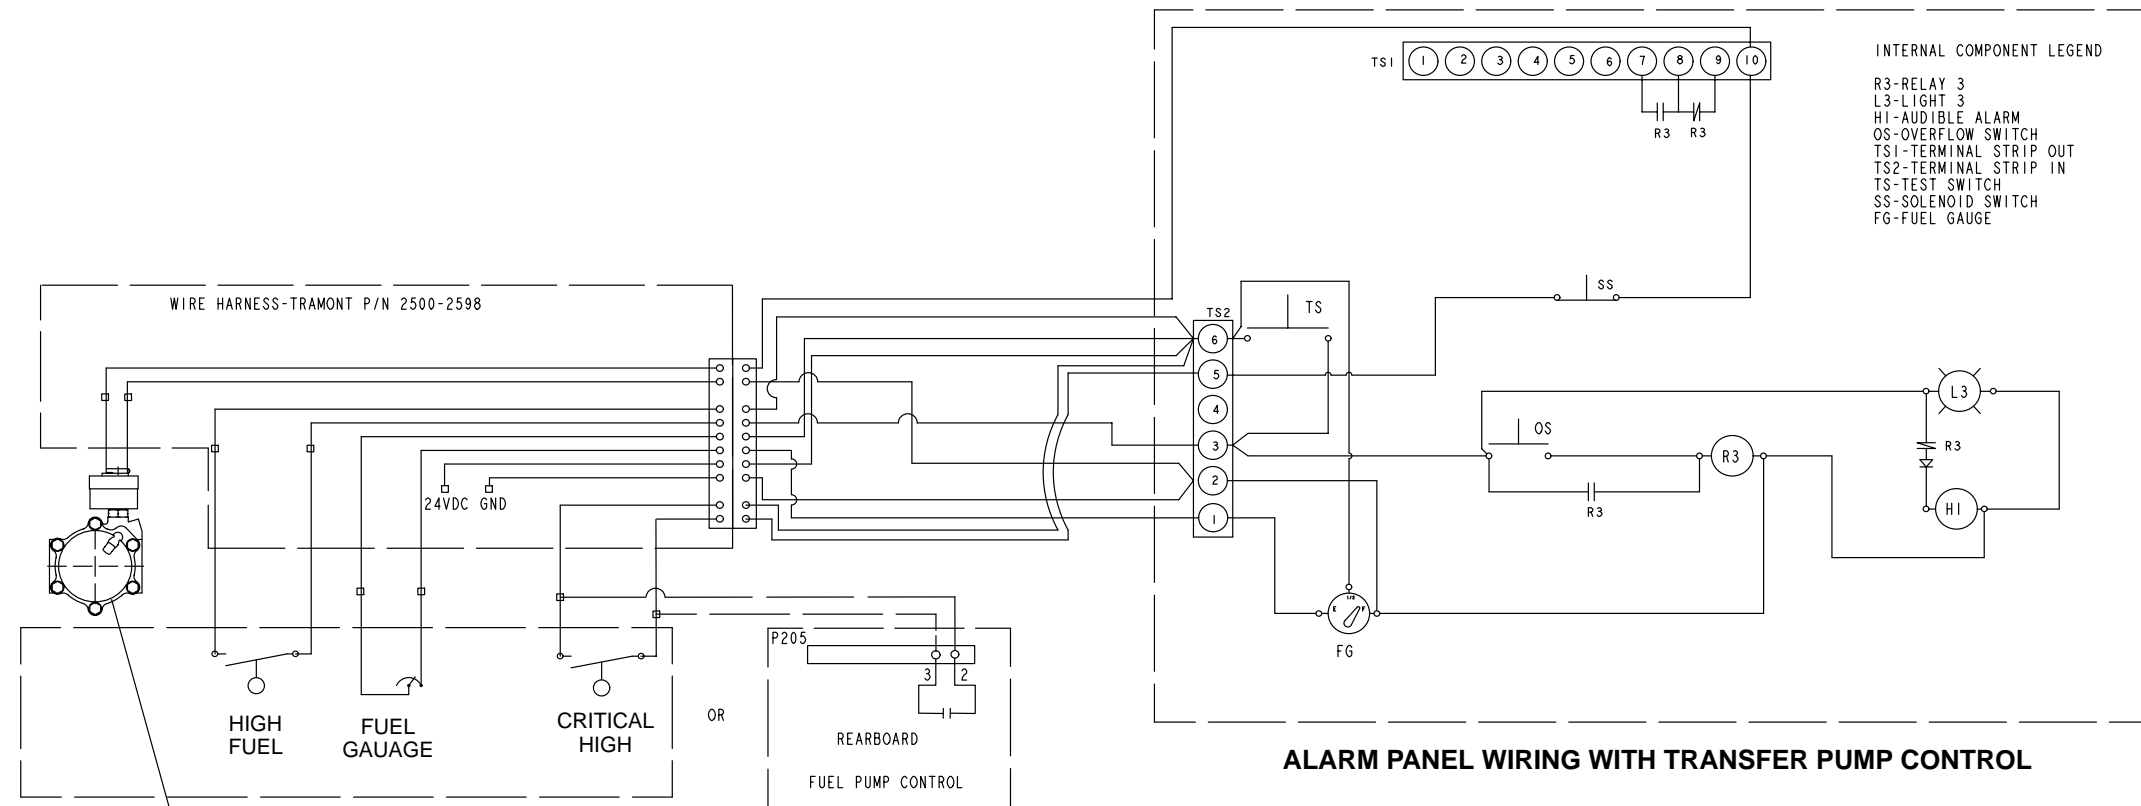 TS1 1 2 3 4 5 6 7 8 9 10
R3 R3
INTERNAL COMPONENT LEGEND
R3-RELAY 3
L3-LIGHT 3
H1-AUDIBLE ALARM
OS-OVERFLOW SWITCH
TS1-TERMINAL STRIP OUT
TS2-TERMINAL STRIP IN
TS-TEST SWITCH
SS-SOLENOID SWITCH
FG-FUEL GAUGE
SS
WIRE HARNESS-TRAMONT P/N 2500-2598
TS2
TS
6
5
4
3
2
1
L3
OS
R3
R3
R3
H1
24VDC GND
E 1/2 F
FG
P205
3 2
HIGH
FUEL
FUEL
GAUAGE
CRITICAL
HIGH
OR
REARBOARD
FUEL PUMP CONTROL
ALARM PANEL WIRING WITH TRANSFER PUMP CONTROL